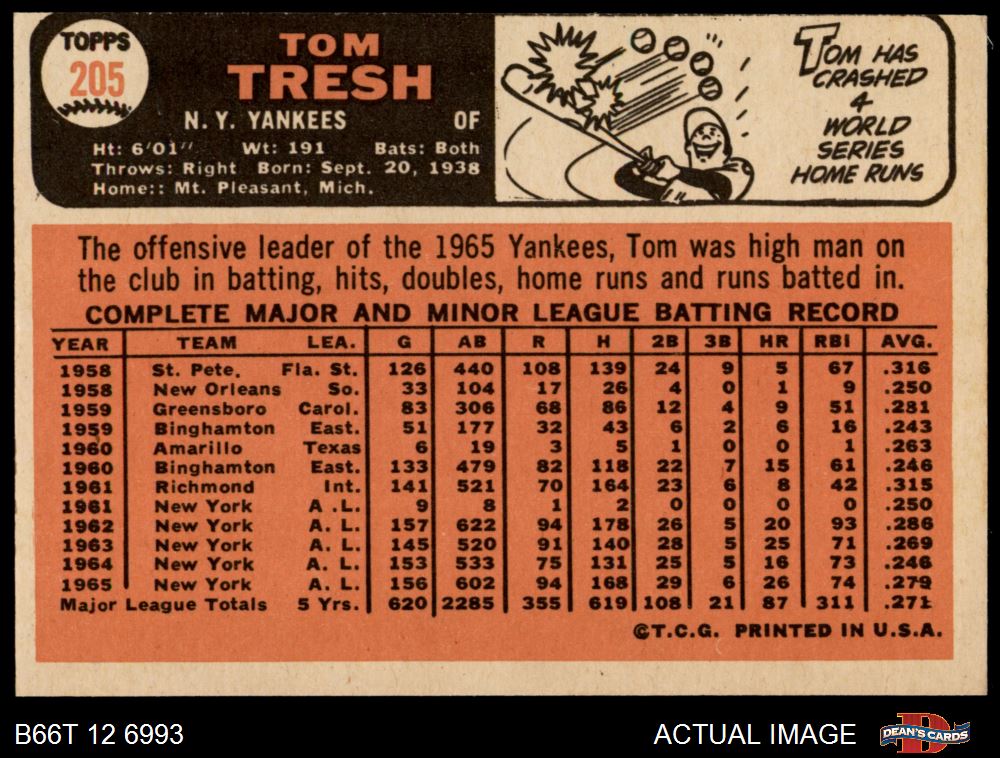 TOPPS
205
TOM
TRESH
N. Y. YANKEES OF
Ht: 6'01" Wt: 191 Bats: Both
Throws: Right Born: Sept. 20, 1938
Home:: Mt. Pleasant, Mich.
TOM HAS
CRASHED
4
WORLD
SERIES
HOME RUNS
The offensive leader of the 1965 Yankees, Tom was high man on
the club in batting, hits, doubles, home runs and runs batted in.
COMPLETE MAJOR AND MINOR LEAGUE BATTING RECORD
YEAR TEAM LEA. G AB R H 2B 3B HR RBI AVG.
1958 St. Pete. Fla. St. 126 440 108 139 24 9 5 67 .316
1958 New Orleans So. 33 104 17 26 4 0 1 9 .250
1959 Greensboro Carol. 83 306 68 86 12 4 9 51 .281
1959 Binghamton East. 51 177 32 43 6 2 6 16 .243
1960 Amarillo Texas 6 19 3 5 1 0 0 1 .263
1960 Binghamton East. 133 479 82 118 22 7 15 61 .246
1961 Richmond Int. 141 521 70 164 23 6 8 42 .315
1961 New York A .L. 9 8 1 2 0 0 0 0 .250
1962 New York A. L. 157 622 94 178 26 5 20 93 .286
1963 New York A. L. 145 520 91 140 28 5 25 71 .269
1964 New York A. L. 153 533 75 131 25 5 16 73 .246
1965 New York A. L. 156 602 94 168 29 6 26 74 .279
Major League Totals 5 Yrs. 620 2285 355 619 108 21 87 311 .271
©T.C.G. PRINTED IN U.S.A.
B66T 12 6993 ACTUAL IMAGE DEAN'S CARDS